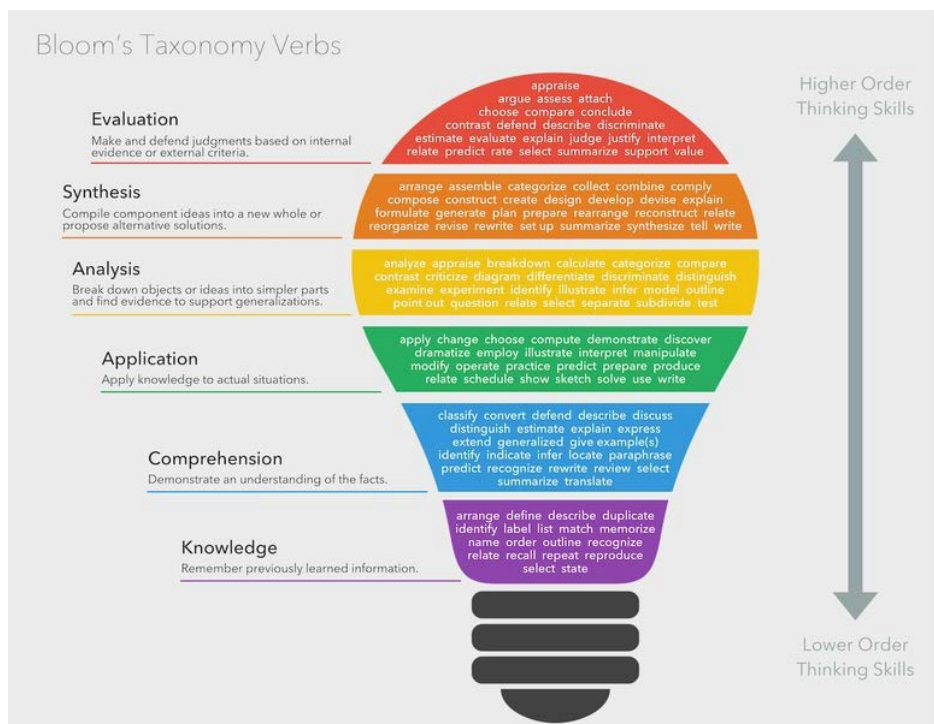 Bloom's Taxonomy Verbs
Higher Order
Thinking Skills
Evaluation
Make and defend judgments based on internal
evidence or external criteria.
appraise
argue assess attach
choose compare conclude
contrast defend describe discriminate
estimate evaluate explain judge justify interpret
relate predict rate select summarize support value
Synthesis
Compile component ideas into a new whole or
propose alternative solutions.
arrange assemble categorize collect combine comply
compose construct create design develop devise explain
formulate generate plan prepare rearrange reconstruct relate
reorganize revise rewrite set up summarize synthesize tell write
Analysis
Break down objects or ideas into simpler parts
and find evidence to support generalizations.
analyze appraise breakdown calculate categorize compare
contrast criticize diagram differentiate discriminate distinguish
examine experiment identify illustrate infer model outline
point out question relate select separate subdivide test
Application
Apply knowledge to actual situations.
apply change choose compute demonstrate discover
dramatize employ illustrate interpret manipulate
modify operate practice predict prepare produce
relate schedule show sketch solve use write
Comprehension
Demonstrate an understanding of the facts.
classify convert defend describe discuss
distinguish estimate explain express
extend generalized give example(s)
identify indicate infer locate paraphrase
predict recognize rewrite review select
summarize translate
Knowledge
Remember previously learned information.
arrange define describe duplicate
identify label list match memorize
name order outline recognize
relate recall repeat reproduce
select state
Lower Order
Thinking Skills